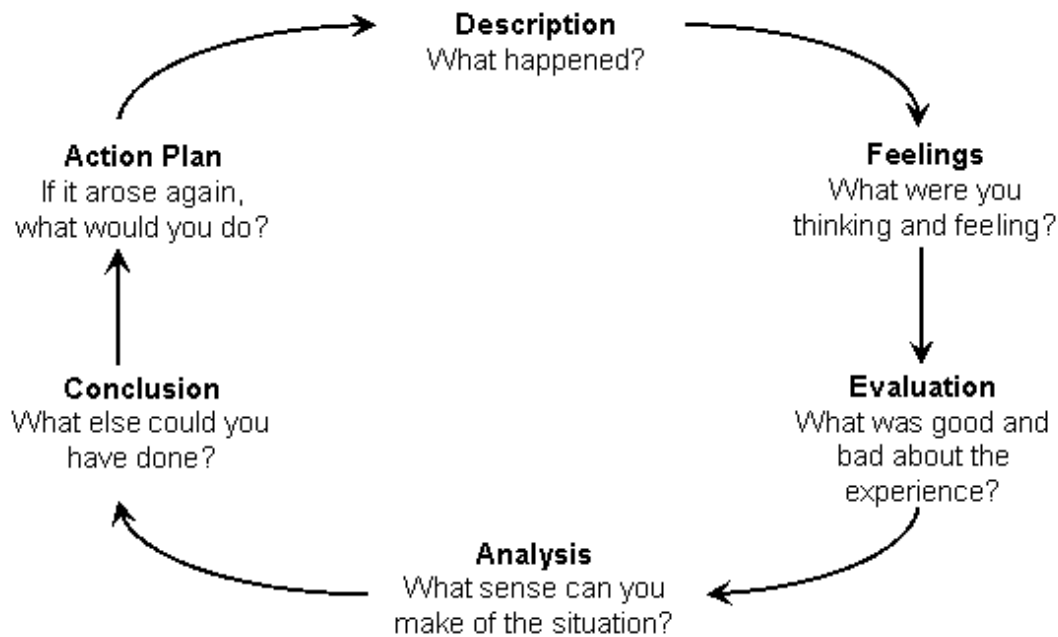 Description
What happened?
Feelings
What were you
thinking and feeling?
Evaluation
What was good and
bad about the
experience?
Analysis
What sense can you
make of the situation?
Conclusion
What else could you
have done?
Action Plan
If it arose again,
what would you do?